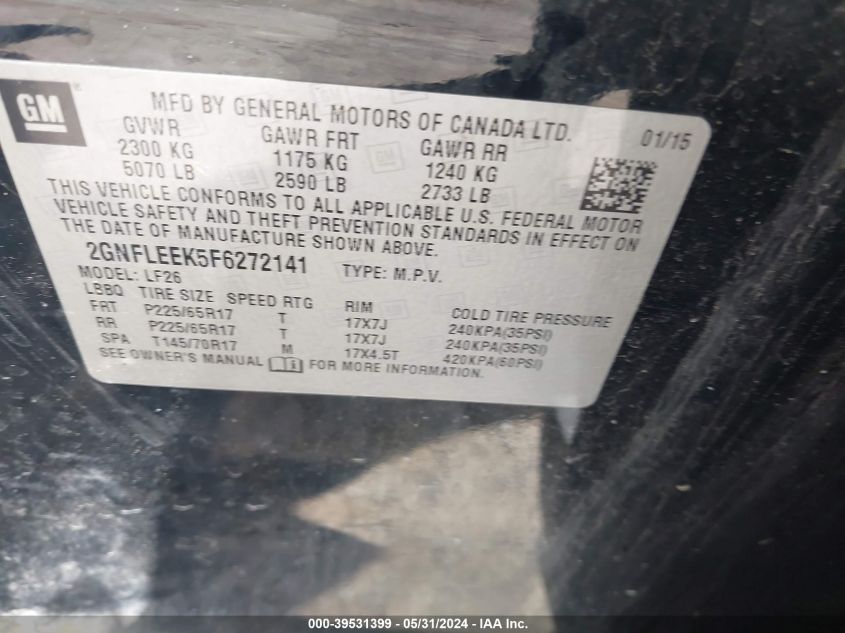 GM
MFD BY GENERAL MOTORS OF CANADA LTD. 01/15
GVWR GAWR FRT GAWR RR
2300 KG 1175 KG 1240 KG
5070 LB 2590 LB 2733 LB
THIS VEHICLE CONFORMS TO ALL APPLICABLE U.S. FEDERAL MOTOR
VEHICLE SAFETY AND THEFT PREVENTION STANDARDS IN EFFECT ON
THE DATE OF MANUFACTURE SHOWN ABOVE.
2GNFLEEK5F6272141 TYPE: M.P.V.
MODEL: LF26
LBBQ TIRE SIZE SPEED RTG RIM COLD TIRE PRESSURE
FRT P225/65R17 T 17X7J 240KPA(35PSI)
RR P225/65R17 T 17X7J 240KPA(35PSI)
SPA T145/70R17 M 17X4.5T 420KPA(60PSI)
SEE OWNER'S MANUAL FOR MORE INFORMATION.
000-39531399 / 05/31/2024 - IAA Inc.